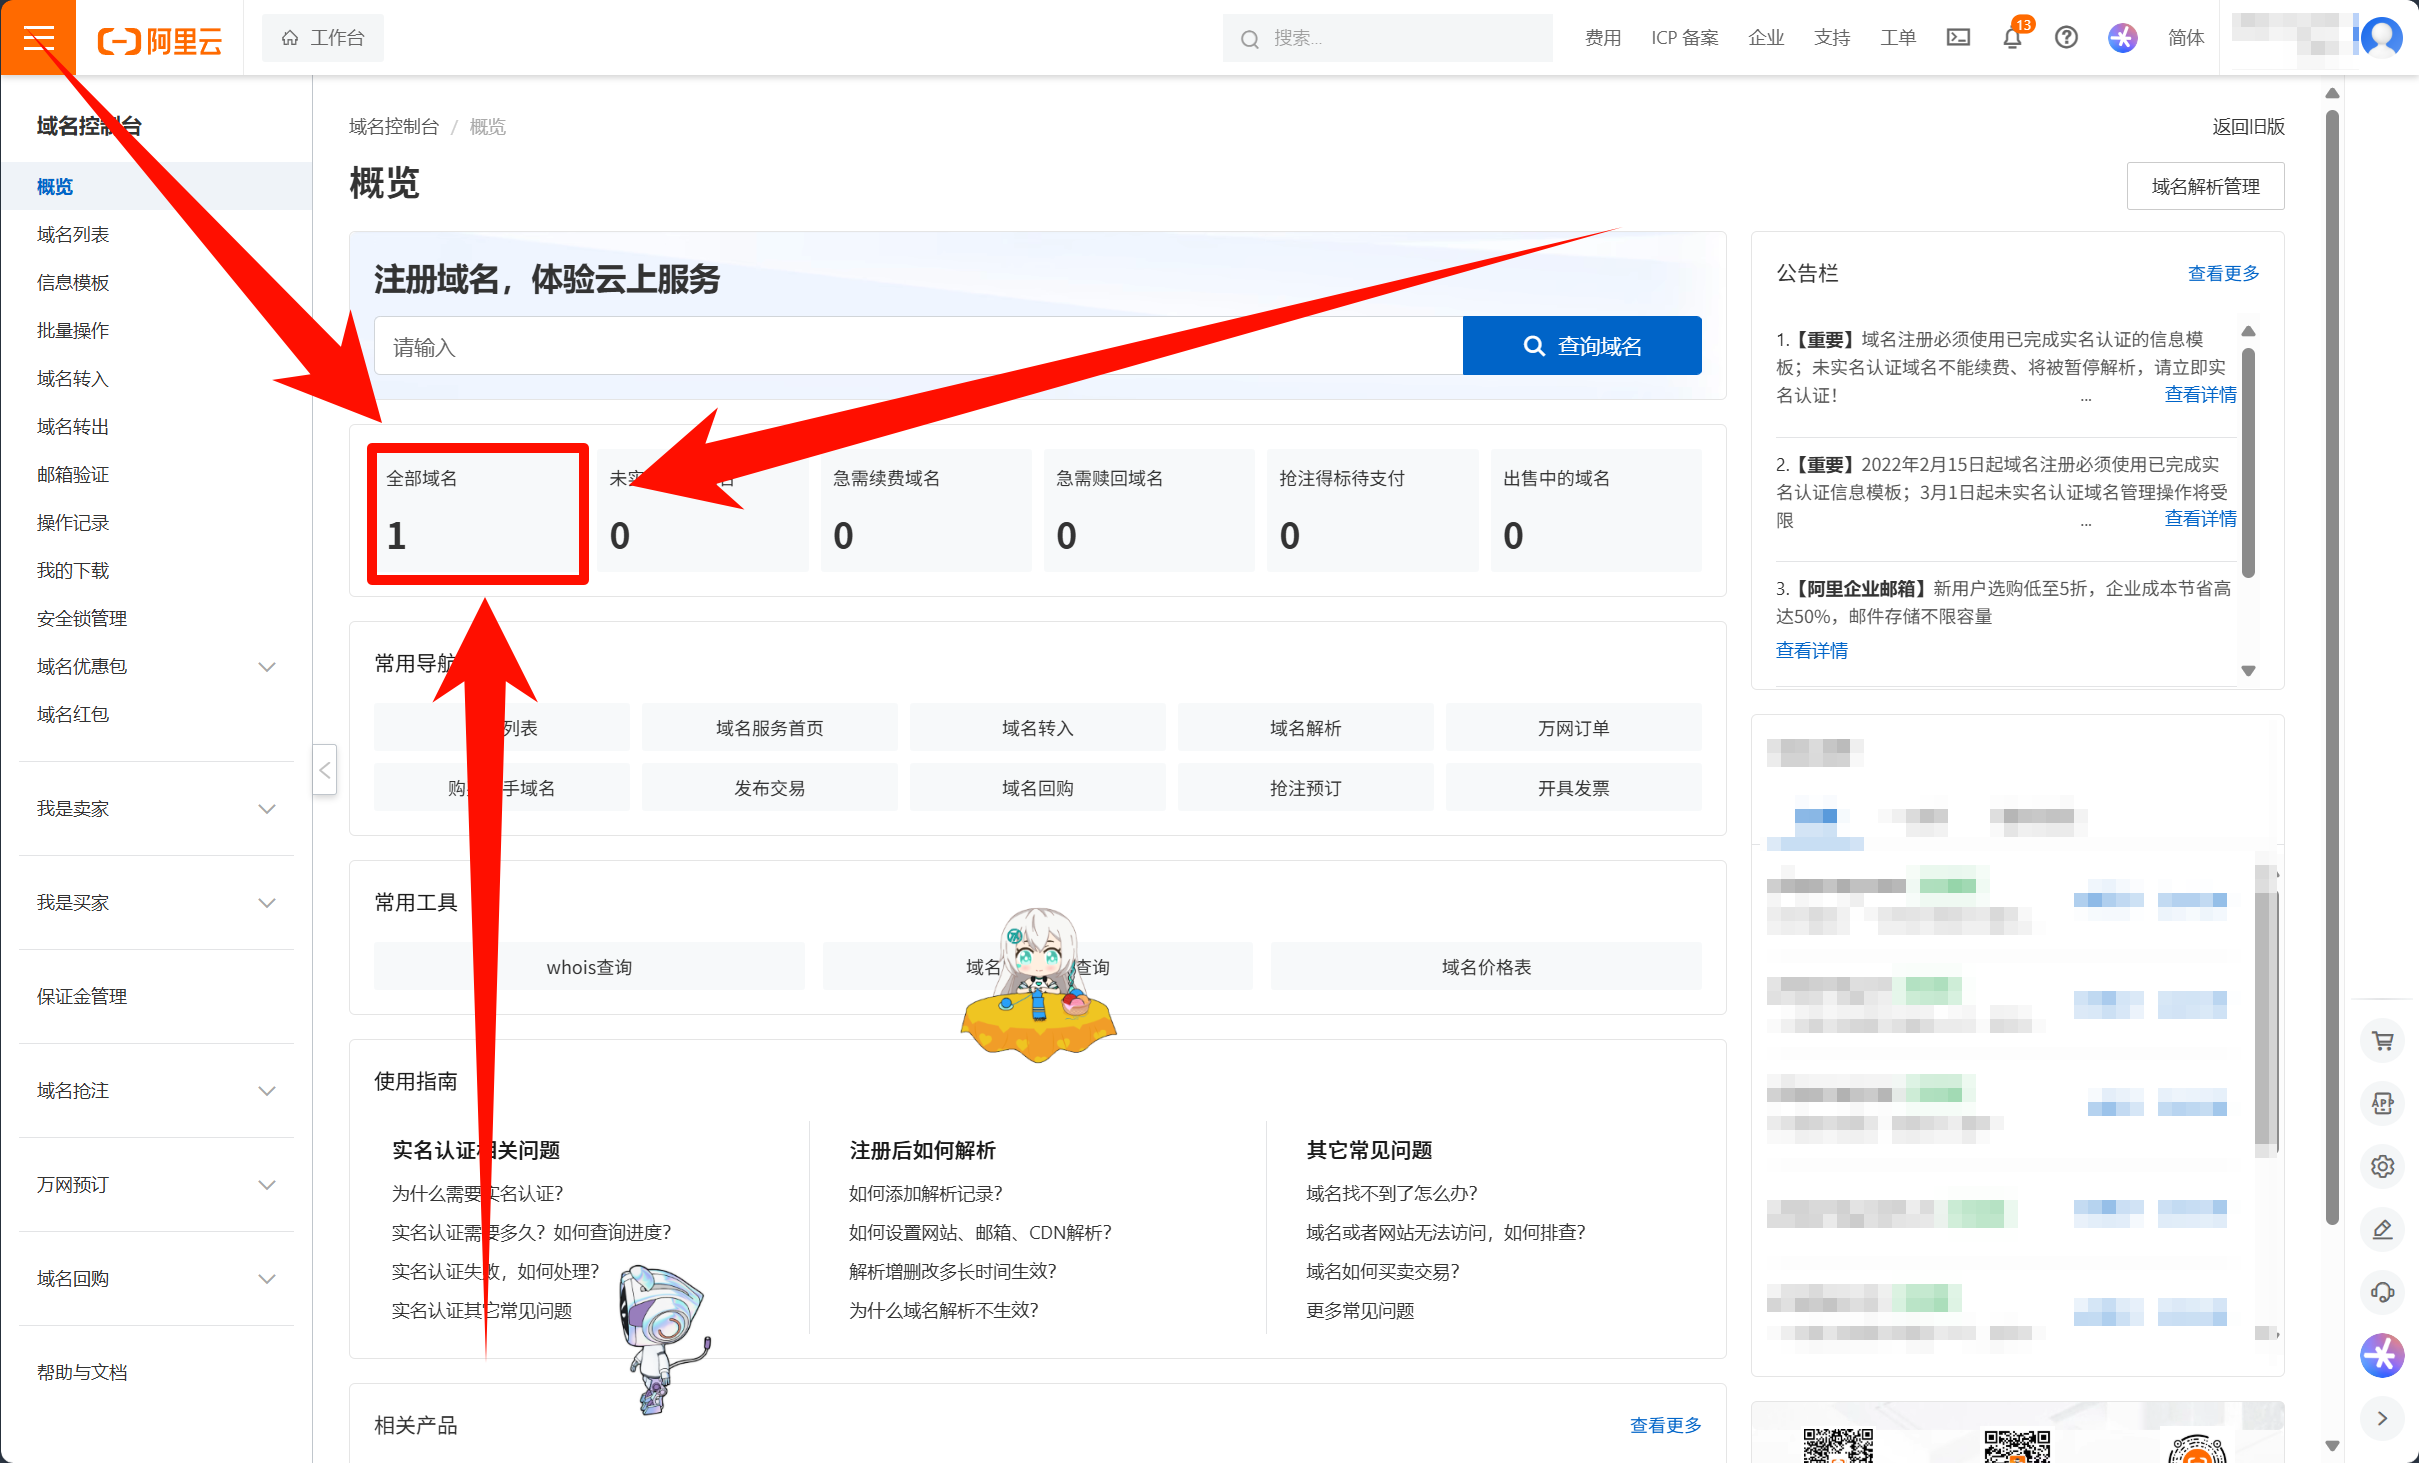 阿里云
工作台
搜索...
费用
ICP 备案
企业
支持
工单
13
简体
域名控制台
概览
域名列表
信息模板
批量操作
域名转入
域名转出
邮箱验证
操作记录
我的下载
安全锁管理
域名优惠包
域名红包
我是卖家
我是买家
保证金管理
域名抢注
万网预订
域名回购
帮助与文档
域名控制台 / 概览
返回旧版
概览
域名解析管理
注册域名，体验云上服务
请输入
查询域名
全部域名
1
未实
名
0
急需续费域名
0
急需赎回域名
0
抢注得标待支付
0
出售中的域名
0
常用导航
列表
域名服务首页
域名转入
域名解析
万网订单
购
手域名
发布交易
域名回购
抢注预订
开具发票
常用工具
whois查询
域名
查询
域名价格表
使用指南
实名认证相关问题
为什么需要实名认证？
实名认证需要多久？如何查询进度？
实名认证失败，如何处理？
实名认证其它常见问题
注册后如何解析
如何添加解析记录？
如何设置网站、邮箱、CDN解析？
解析增删改多长时间生效？
为什么域名解析不生效？
其它常见问题
域名找不到了怎么办？
域名或者网站无法访问，如何排查？
域名如何买卖交易？
更多常见问题
相关产品
查看更多
公告栏
查看更多
1.【重要】域名注册必须使用已完成实名认证的信息模
板；未实名认证域名不能续费、将被暂停解析，请立即实
名认证！ ... 查看详情
2.【重要】2022年2月15日起域名注册必须使用已完成实
名认证信息模板；3月1日起未实名认证域名管理操作将受
限 ... 查看详情
3.【阿里企业邮箱】新用户选购低至5折，企业成本节省高
达50%，邮件存储不限容量
查看详情
APP